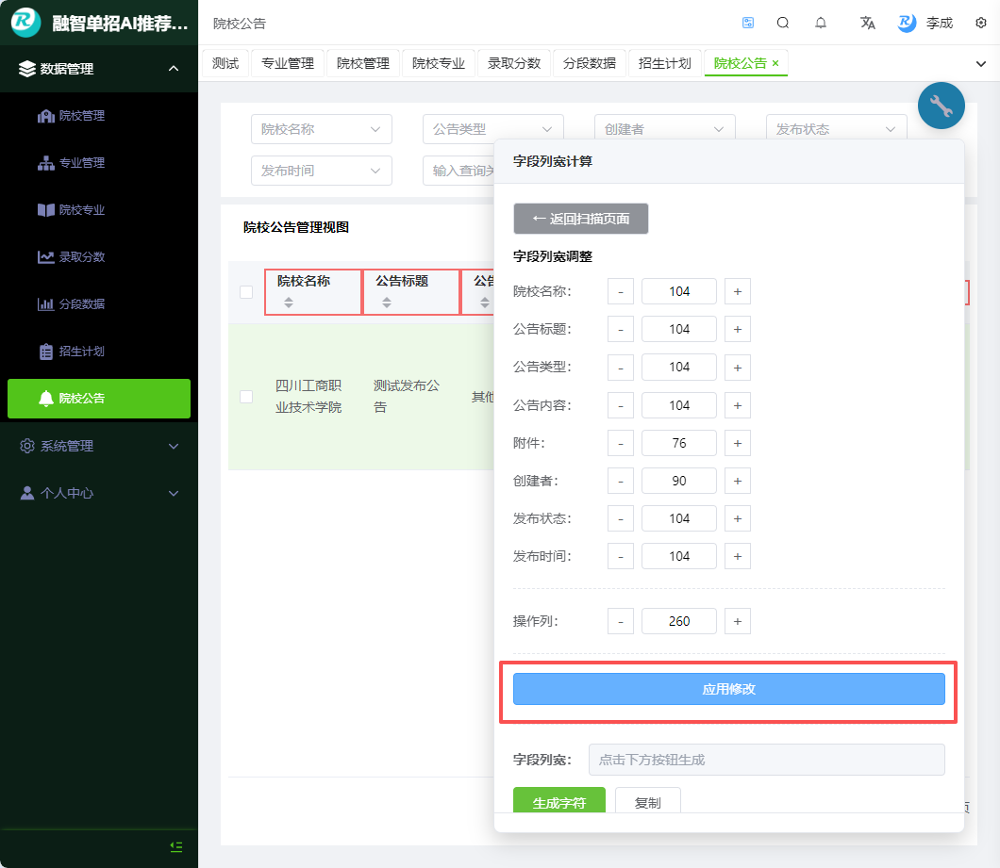 融智单招AI推荐...
院校公告
李成
数据管理
测试
专业管理
院校管理
院校专业
录取分数
分段数据
招生计划
院校公告 ×
院校管理
专业管理
院校专业
录取分数
分段数据
招生计划
院校公告
系统管理
个人中心
院校名称
公告类型
创建者
发布状态
发布时间
输入查询关
院校公告管理视图
院校名称
公告标题
公告
四川工商职
业技术学院
测试发布公
告
其他
字段列宽计算
← 返回扫描页面
字段列宽调整
院校名称: - 104 +
公告标题: - 104 +
公告类型: - 104 +
公告内容: - 104 +
附件: - 76 +
创建者: - 90 +
发布状态: - 104 +
发布时间: - 104 +
操作列: - 260 +
应用修改
字段列宽: 点击下方按钮生成
生成字符 复制
页